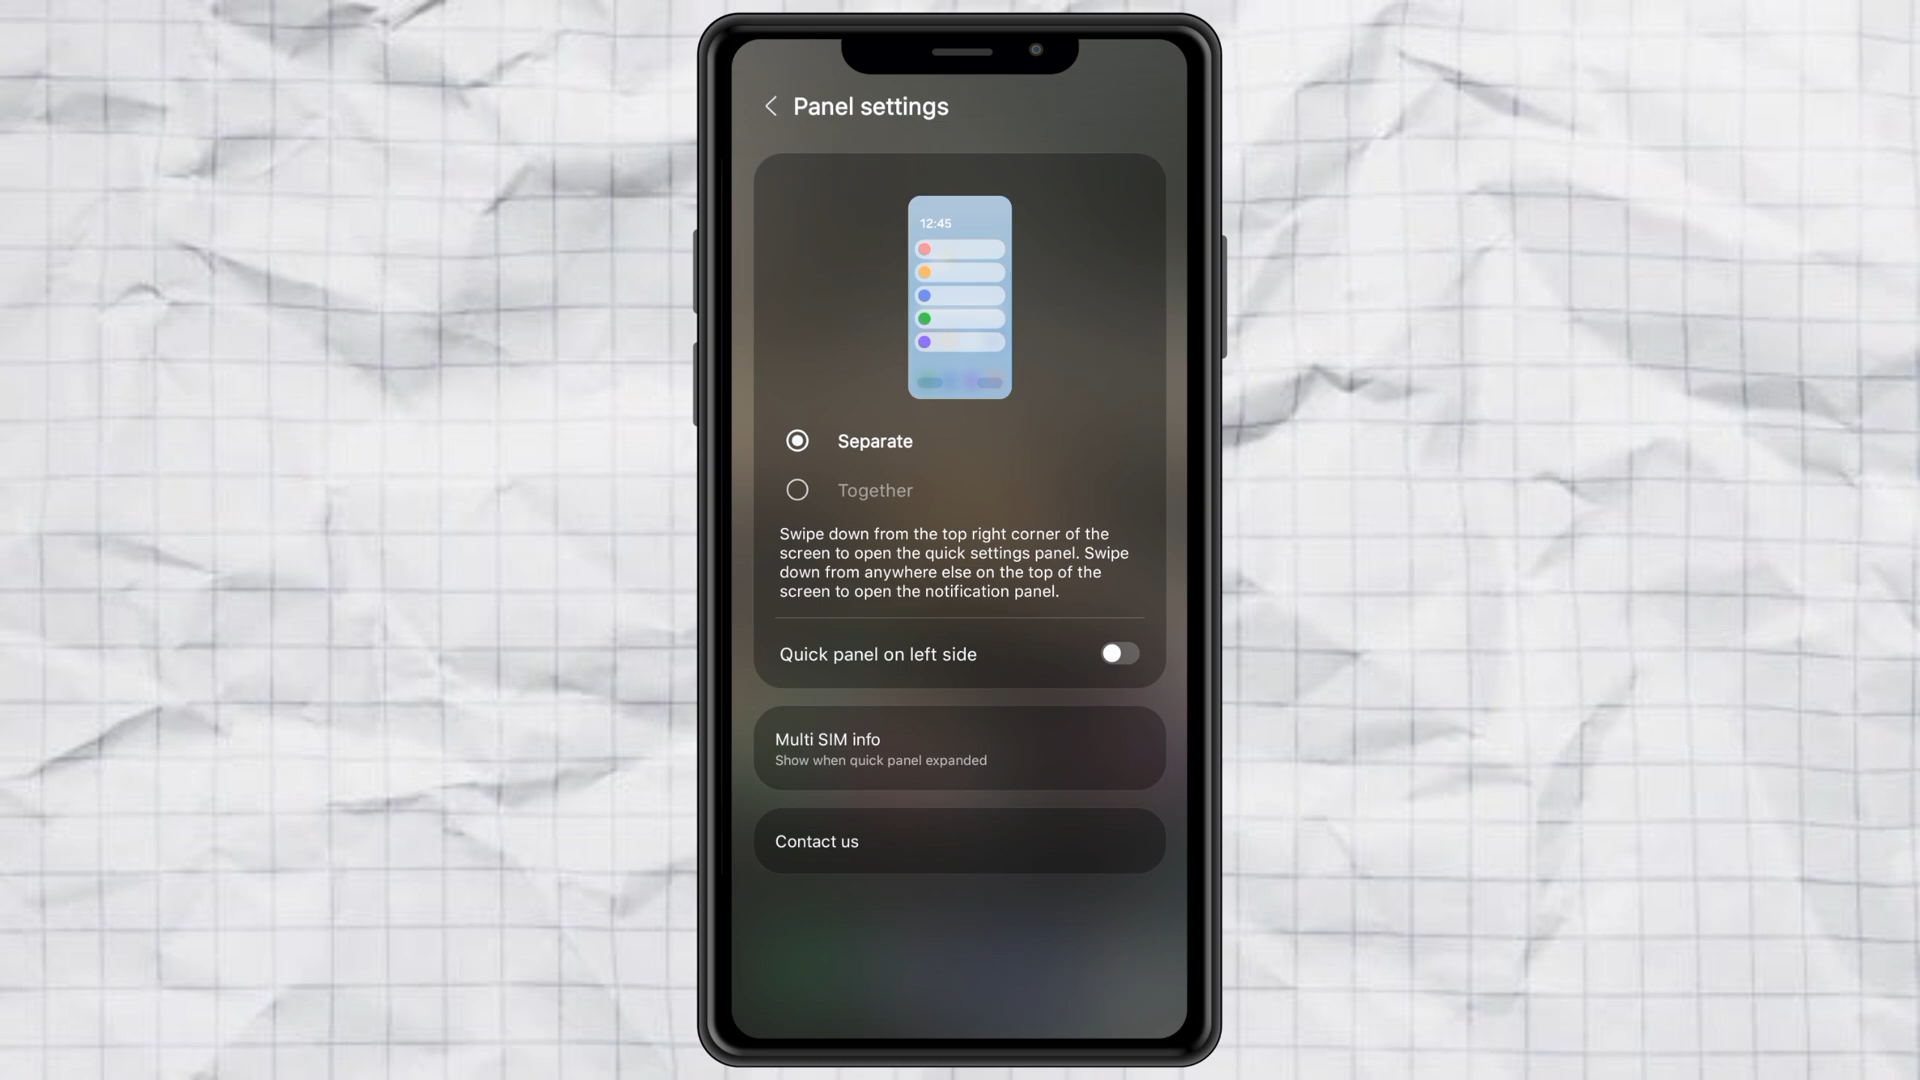 Panel settings
12:45
Separate
Together
Swipe down from the top right corner of the
screen to open the quick settings panel. Swipe
down from anywhere else on the top of the
screen to open the notification panel.
Quick panel on left side
Multi SIM info
Show when quick panel expanded
Contact us